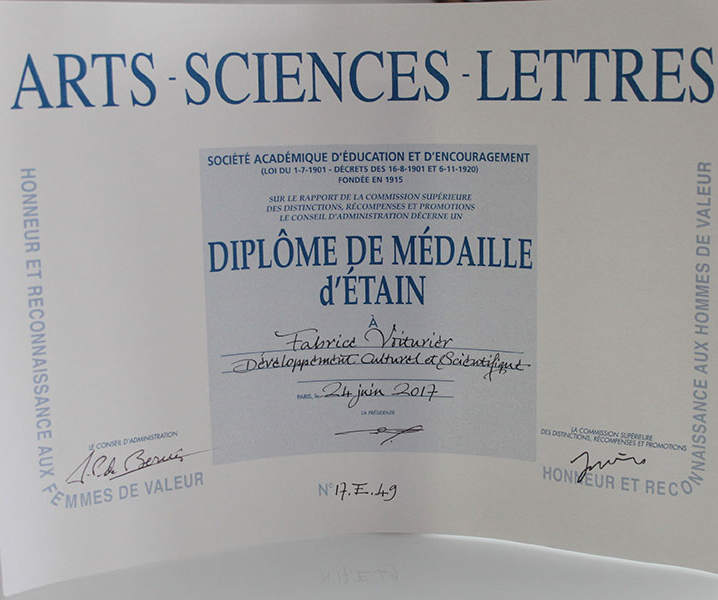 ARTS - SCIENCES - LETTRES
SOCIÉTÉ ACADÉMIQUE D'ÉDUCATION ET D'ENCOURAGEMENT
(LOI DU 1-7-1901 - DÉCRETS DES 16-8-1901 ET 6-11-1920)
FONDÉE EN 1915
SUR LE RAPPORT DE LA COMMISSION SUPÉRIEURE
DES DISTINCTIONS, RÉCOMPENSES ET PROMOTIONS
LE CONSEIL D'ADMINISTRATION DÉCERNE UN
DIPLÔME DE MÉDAILLE
d'ÉTAIN
À
Fabrice Voiturier
Développement Culturel et Scientifique
PARIS, le 24 juin 2017
LA PRÉSIDENTE
LE CONSEIL D'ADMINISTRATION
LA COMMISSION SUPÉRIEURE
DES DISTINCTIONS, RÉCOMPENSES ET PROMOTIONS
N° 17.E.49
HONNEUR ET RECONNAISSANCE AUX FEMMES DE VALEUR
HONNEUR ET RECONNAISSANCE AUX HOMMES DE VALEUR